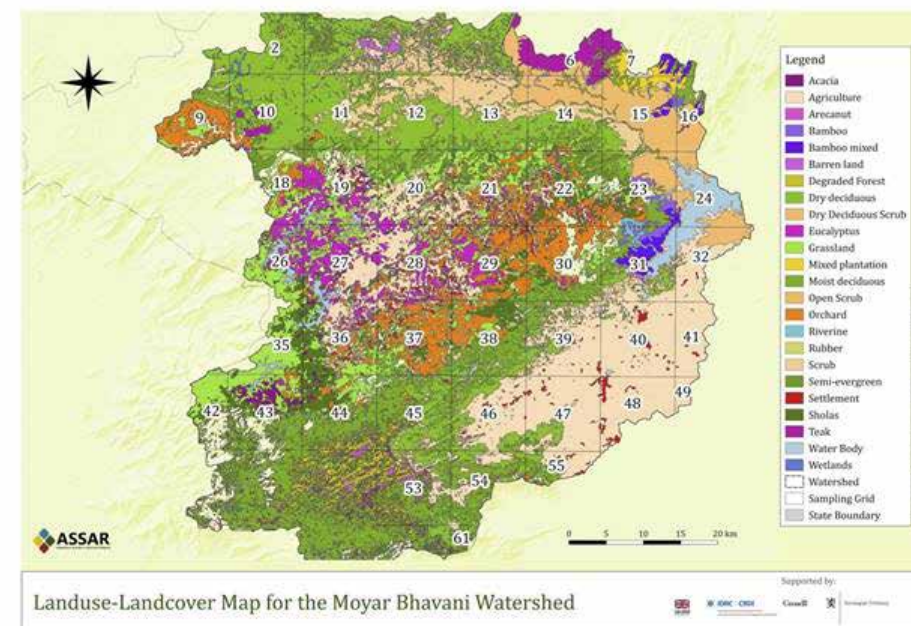 2
6
7
9
10
11
12
13
14
15
16
18
19
20
21
22
23
24
26
27
28
29
30
31
32
35
36
37
38
39
40
41
42
43
44
45
46
47
48
49
53
54
55
61
Legend
Acacia
Agriculture
Arecanut
Bamboo
Bamboo mixed
Barren land
Degraded Forest
Dry deciduous
Dry Deciduous Scrub
Eucalyptus
Grassland
Mixed plantation
Moist deciduous
Open Scrub
Orchard
Riverine
Rubber
Scrub
Semi-evergreen
Settlement
Sholas
Teak
Water Body
Wetlands
Watershed
Sampling Grid
State Boundary
ASSAR
0 5 10 20 km
Landuse-Landcover Map for the Moyar Bhavani Watershed
Supported by:
IDRC CRDI
Canada